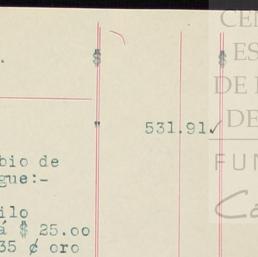 CE
$ $ ES
DE
" 531.91✓ DE
bio de
gue:- FUN
Ca
ilo
á $ 25.00
35 ¢ oro